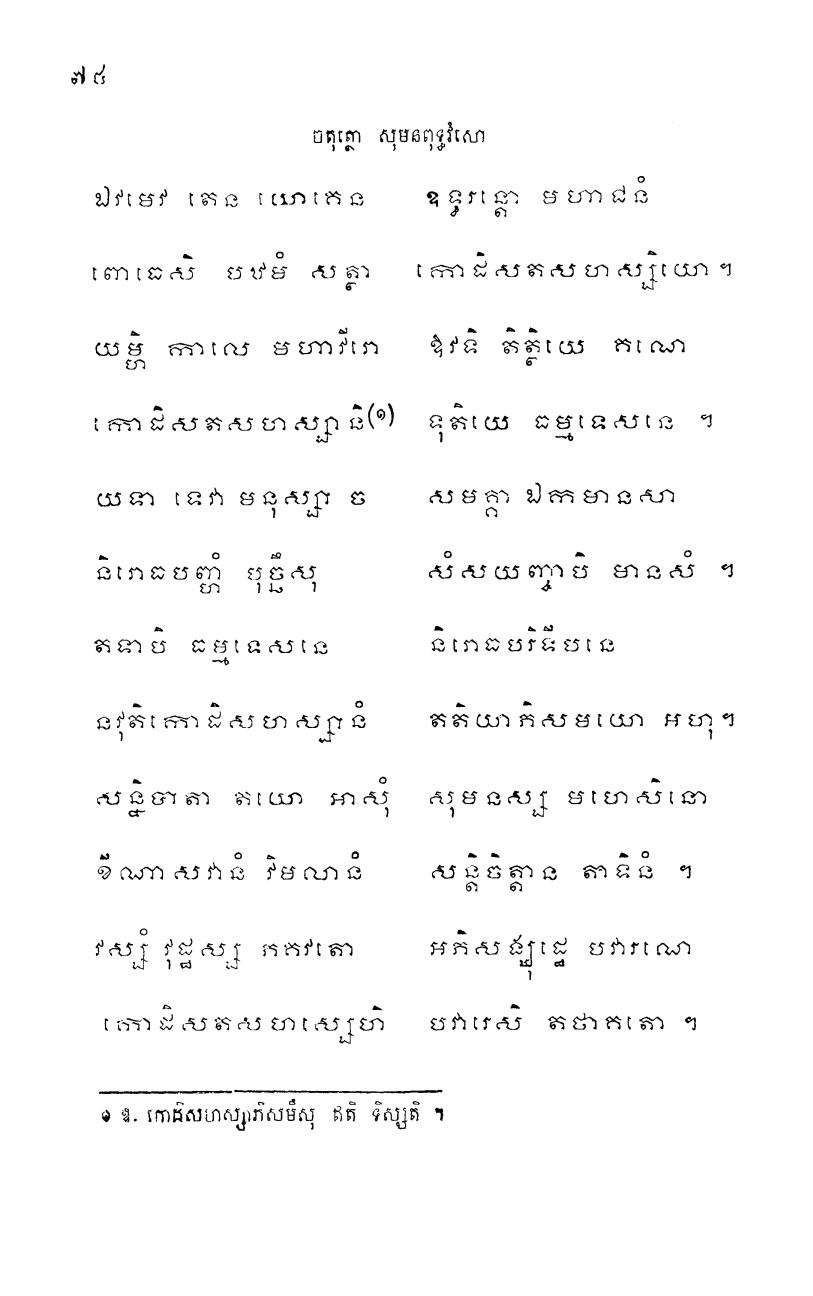 ៧៤
ចតុត្ថោ សុមនពុទ្ធវំសោ
ឯវមេវ តេន យោគេន ឧទ្ធរន្តោ មហាជនំ
ពោធេសិ បឋមំ សត្ថា កោដិសតសហស្សិយោ ។
យម្ហិ កាលេ មហាវីរោ ឱវទិ តិត្ថិយេ គណេ
កោដិសតសហស្សានិ(១) ទុតិយេ ធម្មទេសនេ ។
យទា ទេវា មនុស្សា ច សមគ្គា ឯកមានសា
និរោធបញ្ហំ បុច្ឆឹសុ សំសយញ្ចាបិ មានសំ ។
តទាបិ ធម្មទេសនេ និរោធបរិទីបនេ
នវុតិកោដិសហស្សានំ តតិយាភិសមយោ អហុ ។
សន្និបាតា តយោ អាសុំ សុមនស្ស មហេសិនោ
ខីណាសវានំ វិមលានំ សន្តិចិត្តាន តាទិនំ ។
វស្សំ វុដ្ឋស្ស ភគវតោ អភិសង្ឃុដ្ឋេ បវារណេ
កោដិសតសហស្សេហិ បវារេសិ តថាគតោ ។
១ ឱ. កោដិសហស្សាភិសមឹសុ ឥតិ ទិស្សតិ ។